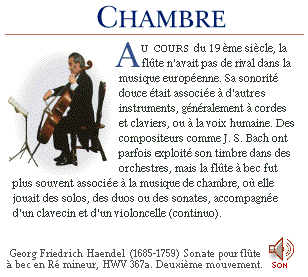 CHAMBRE
AU COURS du 19ème siècle, la
flûte n'avait pas de rival dans la
musique européenne. Sa sonorité
douce était associée à d'autres
instruments, généralement à cordes
et claviers, ou à la voix humaine. Des
compositeurs comme J. S. Bach ont
parfois exploité son timbre dans des
orchestres, mais la flûte à bec fut
plus souvent associée à la musique de chambre, où elle
jouait des solos, des duos ou des sonates, accompagnée
d'un clavecin et d'un violoncelle (continuo).
Georg Friedrich Haendel (1685-1759) Sonate pour flûte
à bec en Ré mineur, HWV 367a. Deuxième mouvement.
SON